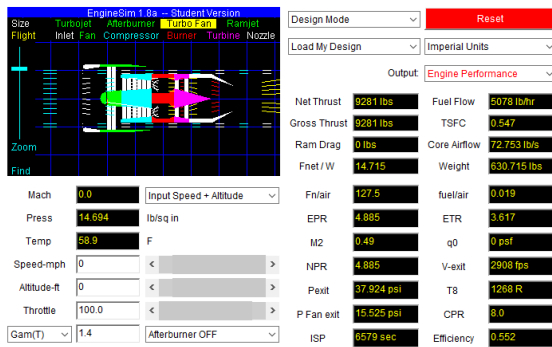 EngineSim 1.8a -- Student Version
Size Turbojet Afterburner Turbo Fan Ramjet
Flight Inlet Fan Compressor Burner Turbine Nozzle
Zoom
Find
Design Mode Reset
Load My Design Imperial Units
Output: Engine Performance
Net Thrust 9281 lbs Fuel Flow 5078 lb/hr
Gross Thrust 9281 lbs TSFC 0.547
Ram Drag 0 lbs Core Airflow 72.753 lb/s
Fnet / W 14.715 Weight 630.715 lbs
Fn/air 127.5 fuel/air 0.019
EPR 4.885 ETR 3.617
M2 0.49 q0 0 psf
NPR 4.885 V-exit 2908 fps
Pexit 37.924 psi T8 1268 R
P Fan exit 15.525 psi CPR 8.0
ISP 6579 sec Efficiency 0.552
Mach 0.0 Input Speed + Altitude
Press 14.694 lb/sq in
Temp 58.9 F
Speed-mph 0
Altitude-ft 0
Throttle 100.0
Gam(T) 1.4 Afterburner OFF